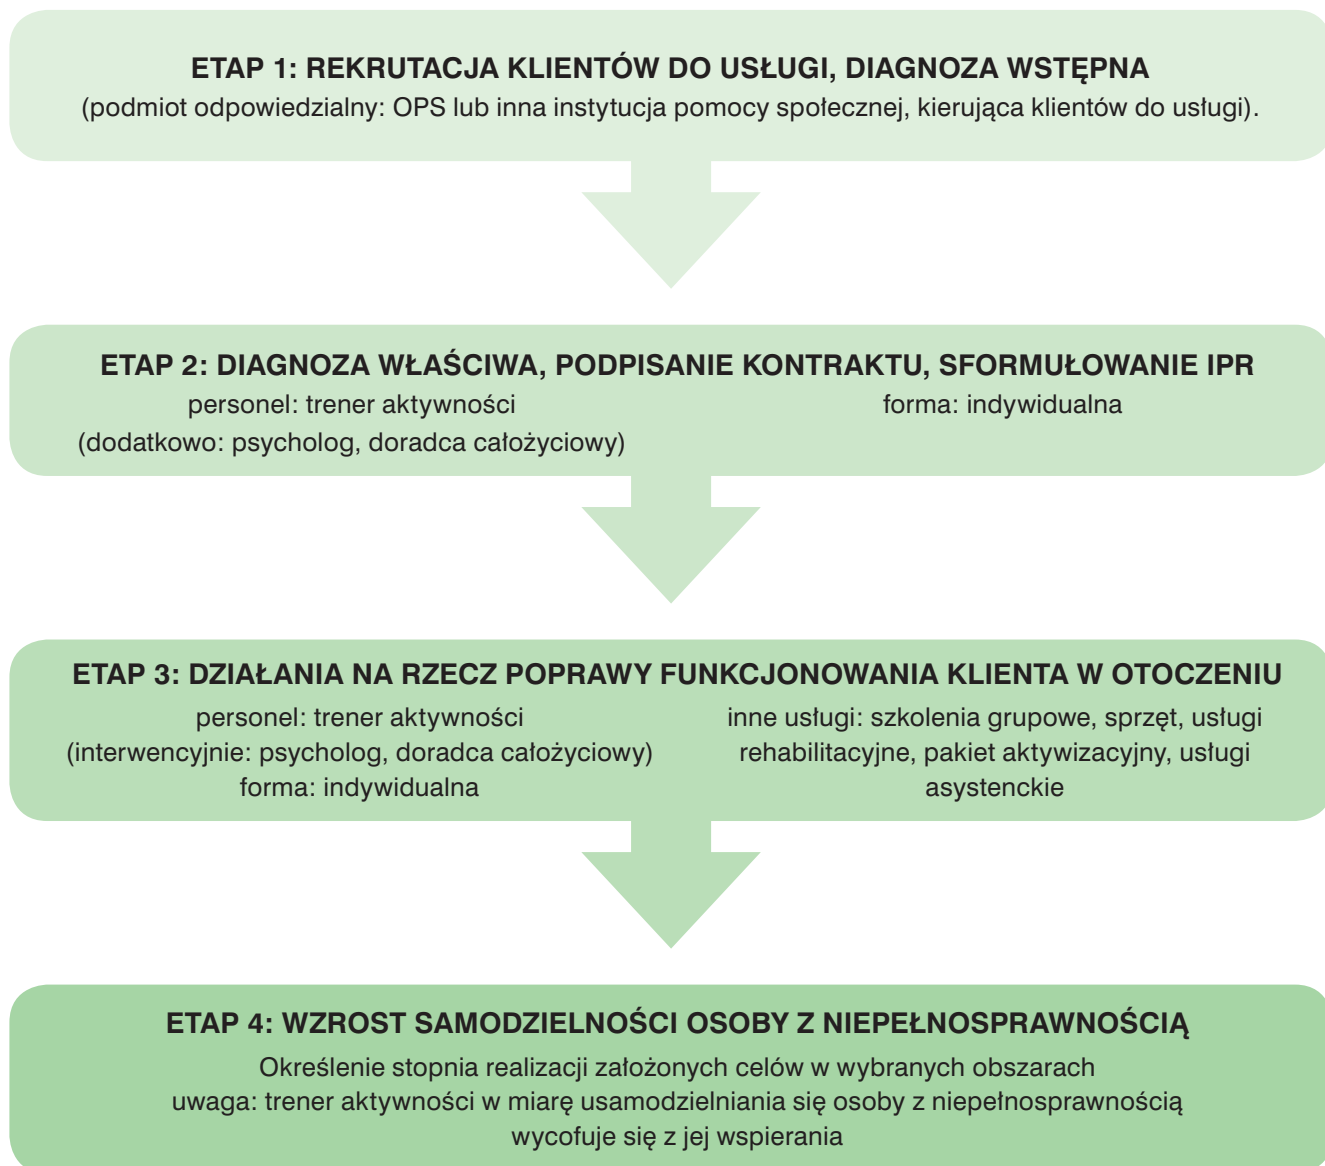 ETAP 1: REKRUTACJA KLIENTÓW DO USŁUGI, DIAGNOZA WSTĘPNA
(podmiot odpowiedzialny: OPS lub inna instytucja pomocy społecznej, kierująca klientów do usługi).
ETAP 2: DIAGNOZA WŁAŚCIWA, PODPISANIE KONTRAKTU, SFORMUŁOWANIE IPR
personel: trener aktywności
(dodatkowo: psycholog, doradca całożyciowy)
forma: indywidualna
ETAP 3: DZIAŁANIA NA RZECZ POPRAWY FUNKCJONOWANIA KLIENTA W OTOCZENIU
personel: trener aktywności
(interwencyjnie: psycholog, doradca całożyciowy)
forma: indywidualna
inne usługi: szkolenia grupowe, sprzęt, usługi
rehabilitacyjne, pakiet aktywizacyjny, usługi
asystenckie
ETAP 4: WZROST SAMODZIELNOŚCI OSOBY Z NIEPEŁNOSPRAWNOŚCIĄ
Określenie stopnia realizacji założonych celów w wybranych obszarach
uwaga: trener aktywności w miarę usamodzielniania się osoby z niepełnosprawnością
wycofuje się z jej wspierania